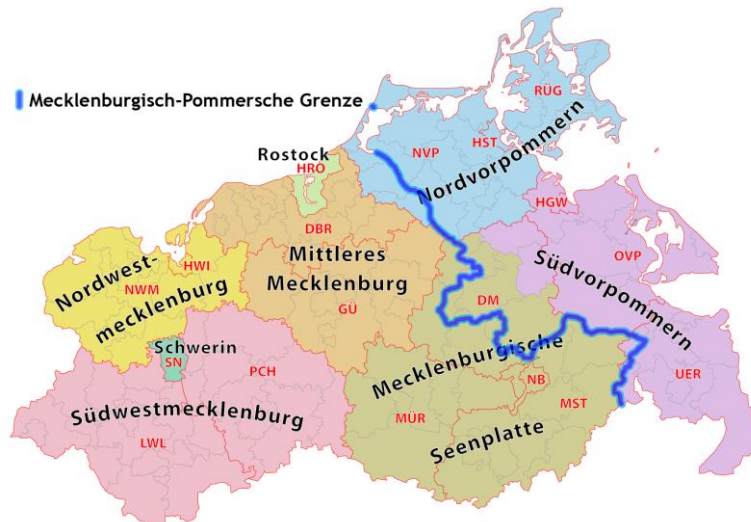 RÜG
Mecklenburgisch-Pommersche Grenze
NVP
HST
Nordvorpommern
Rostock
HRO
HGW
DBR
OVP
Mittleres
Mecklenburg
Südvorpommern
HWI
NWM
Nordwest-
mecklenburg
GÜ
DM
Schwerin
SN
PCH
Mecklenburgische
Seenplatte
NB
UER
MST
MÜR
Südwestmecklenburg
LWL